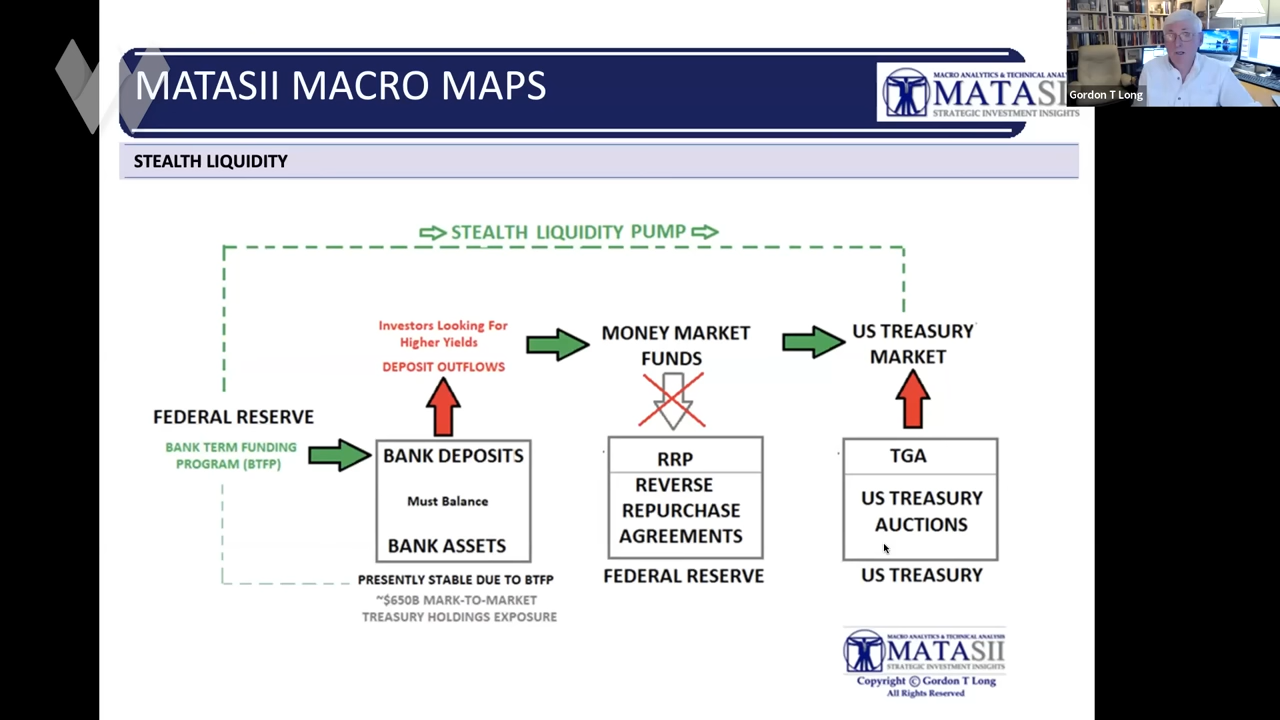 MATASII MACRO MAPS
MACRO ANALYTICS & TECHNICAL ANAL
MATASII
STRATEGIC INVESTMENT INSIGHTS
Gordon T Long
STEALTH LIQUIDITY
STEALTH LIQUIDITY PUMP
Investors Looking For
Higher Yields
DEPOSIT OUTFLOWS
MONEY MARKET
FUNDS
US TREASURY
MARKET
FEDERAL RESERVE
BANK TERM FUNDING
PROGRAM (BTFP)
BANK DEPOSITS
Must Balance
BANK ASSETS
PRESENTLY STABLE DUE TO BTFP
~$650B MARK-TO-MARKET
TREASURY HOLDINGS EXPOSURE
RRP
REVERSE
REPURCHASE
AGREEMENTS
FEDERAL RESERVE
TGA
US TREASURY
AUCTIONS
US TREASURY
MACRO ANALYTICS & TECHNICAL ANALYSIS
MATASII
STRATEGIC INVESTMENT INSIGHTS
Copyright © Gordon T Long
All Rights Reserved